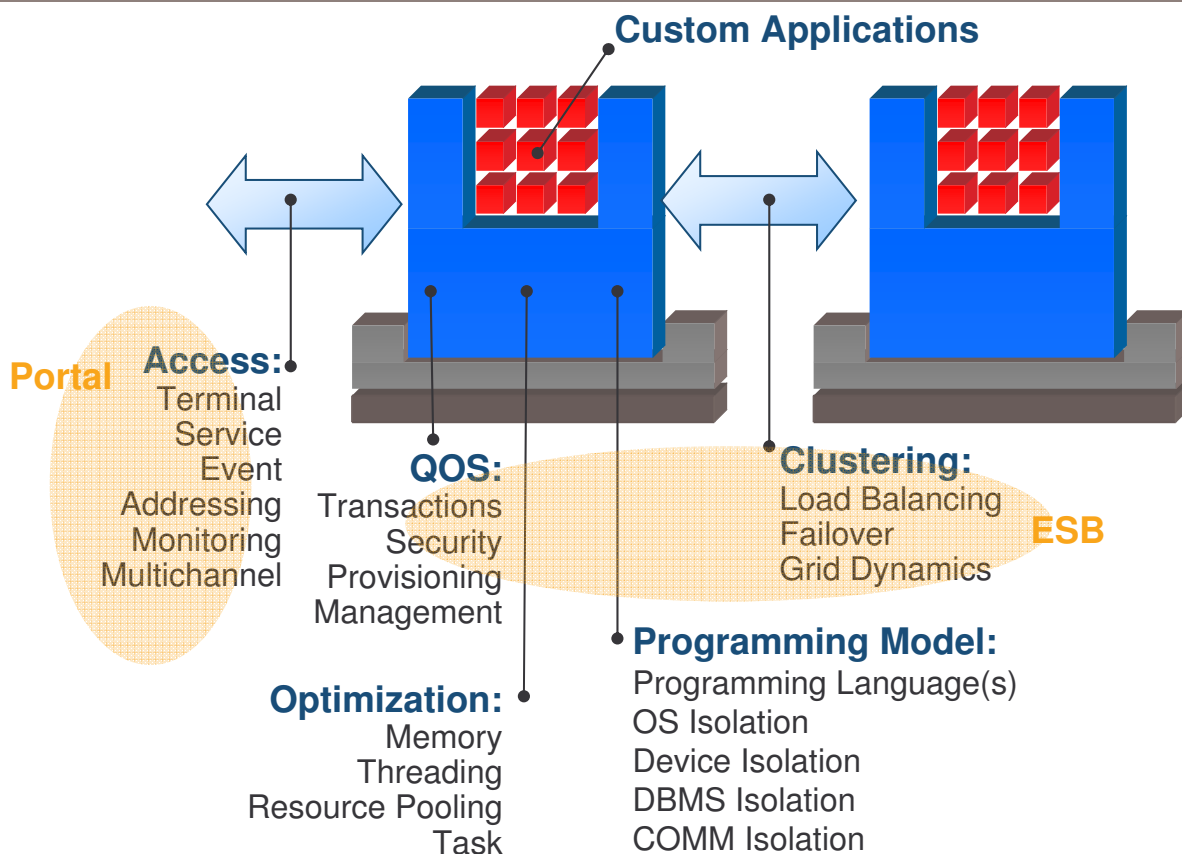 Custom Applications
Portal
Access:
Terminal
Service
Event
Addressing
Monitoring
Multichannel
QOS:
Transactions
Security
Provisioning
Management
Clustering:
Load Balancing
Failover
Grid Dynamics
ESB
Optimization:
Memory
Threading
Resource Pooling
Task
Programming Model:
Programming Language(s)
OS Isolation
Device Isolation
DBMS Isolation
COMM Isolation